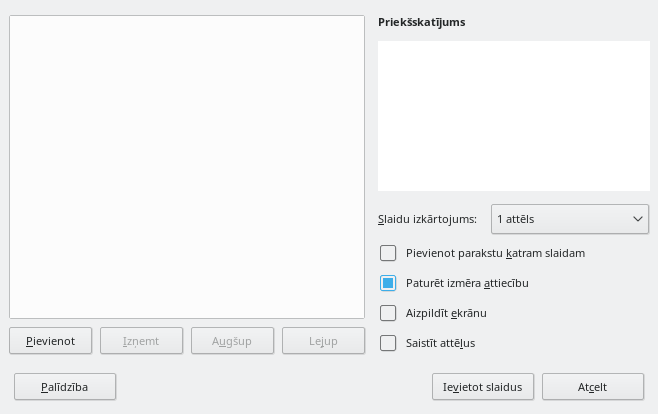 Priekšskatījums
Slaidu izkārtojums: 1 attēls
Pievienot parakstu katram slaidam
Paturēt izmēra attiecību
Aizpildīt ekrānu
Saistīt attēlus
Pievienot Izņemt Augšup Lejup
Palīdzība Ievietot slaidus Atcelt